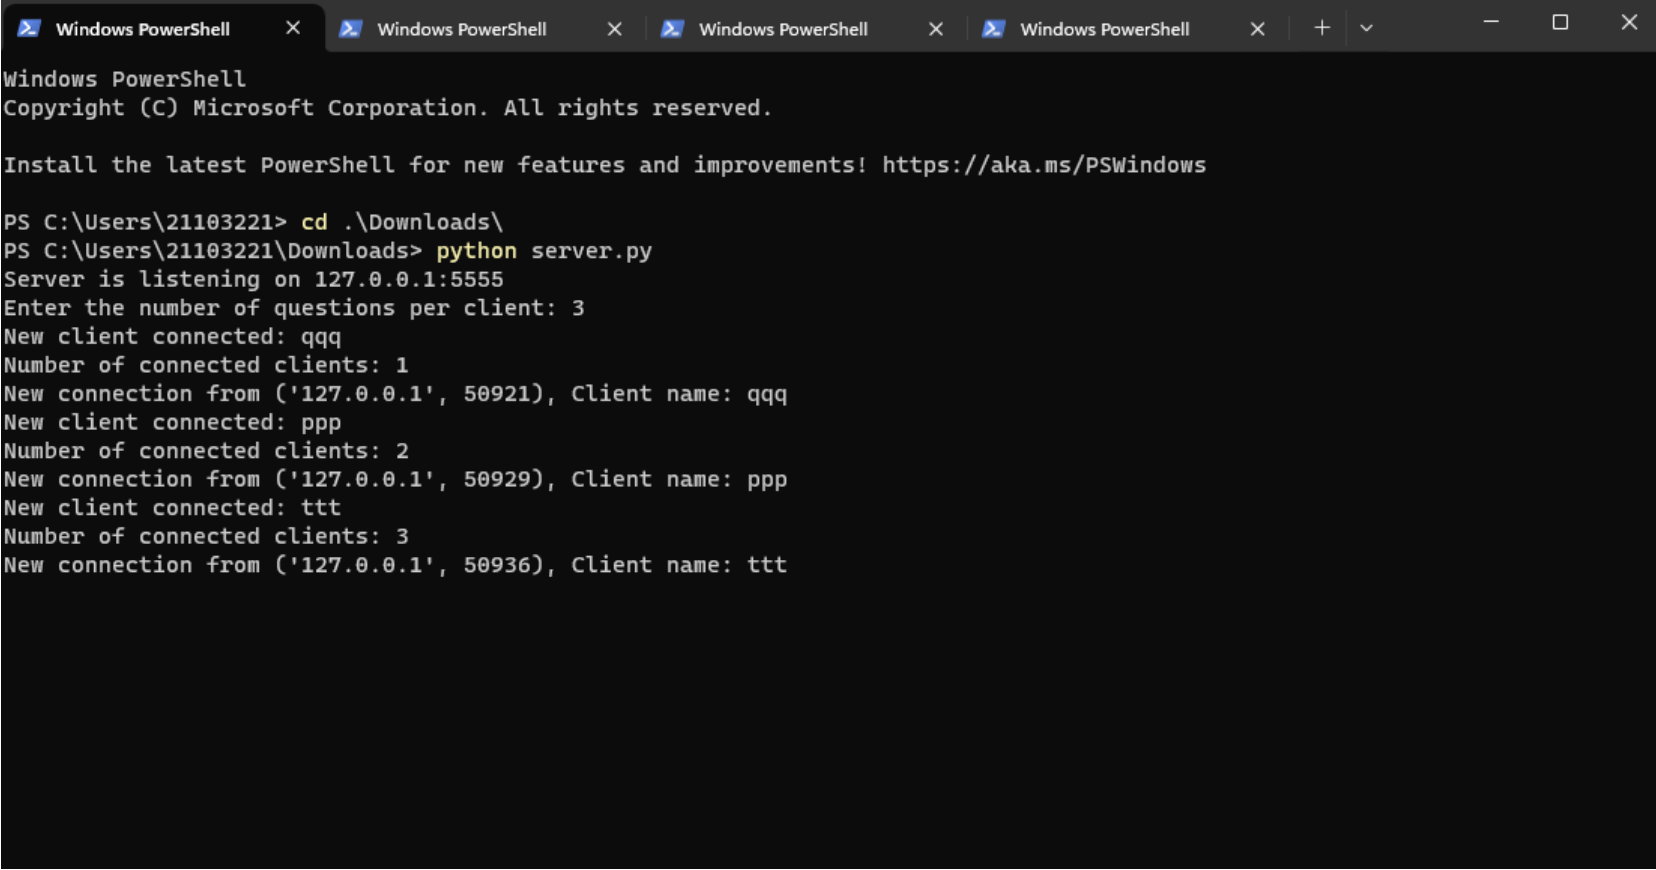 Windows PowerShell Windows PowerShell Windows PowerShell Windows PowerShell
Windows PowerShell
Copyright (C) Microsoft Corporation. All rights reserved.
Install the latest PowerShell for new features and improvements! https://aka.ms/PSWindows
PS C:\Users\21103221> cd .\Downloads\
PS C:\Users\21103221\Downloads> python server.py
Server is listening on 127.0.0.1:5555
Enter the number of questions per client: 3
New client connected: qqq
Number of connected clients: 1
New connection from ('127.0.0.1', 50921), Client name: qqq
New client connected: ppp
Number of connected clients: 2
New connection from ('127.0.0.1', 50929), Client name: ppp
New client connected: ttt
Number of connected clients: 3
New connection from ('127.0.0.1', 50936), Client name: ttt